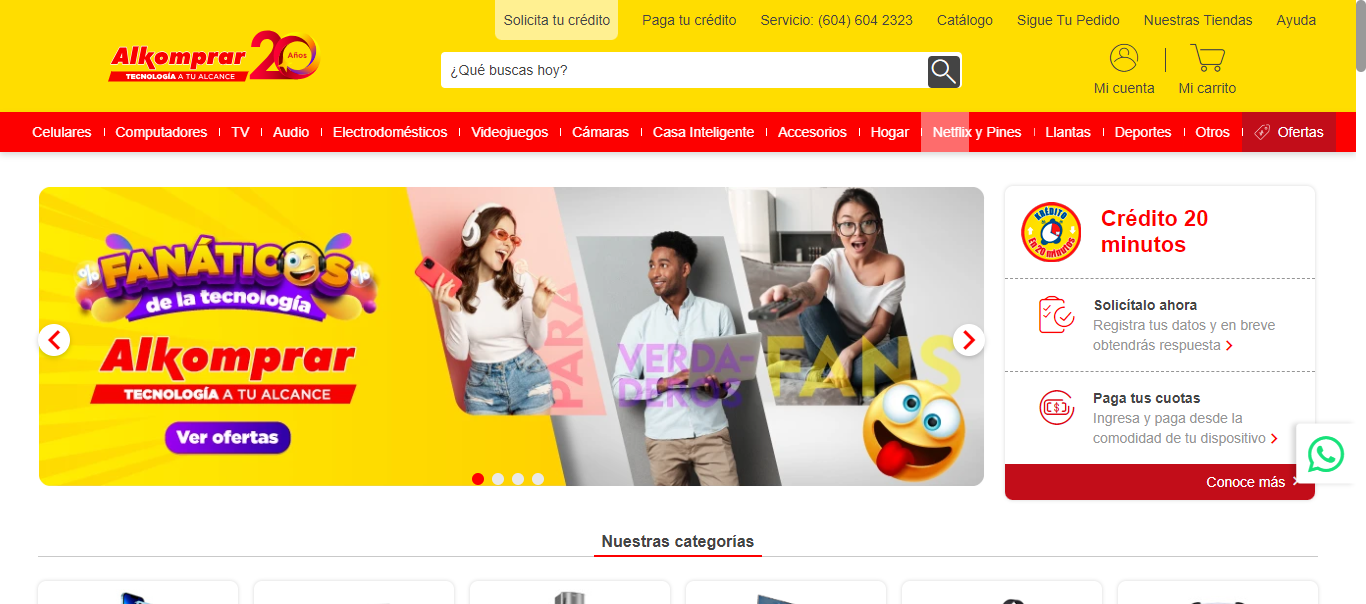 Solicita tu crédito
Paga tu crédito
Servicio: (604) 604 2323
Catálogo
Sigue Tu Pedido
Nuestras Tiendas
Ayuda
Alkomprar
20 Años
TECNOLOGÍA A TU ALCANCE
¿Qué buscas hoy?
Mi cuenta
Mi carrito
Celulares
Computadores
TV
Audio
Electrodomésticos
Videojuegos
Cámaras
Casa Inteligente
Accesorios
Hogar
Netflix y Pines
Llantas
Deportes
Otros
Ofertas
% FANÁTICOS %
de la tecnología
Alkomprar
TECNOLOGÍA A TU ALCANCE
Ver ofertas
PARA
VERDA-
DEROS
FANS
KRÉDITO
En 20 minutos
Crédito 20
minutos
Solicítalo ahora
Registra tus datos y en breve
obtendrás respuesta
Paga tus cuotas
Ingresa y paga desde la
comodidad de tu dispositivo
Conoce más
Nuestras categorías